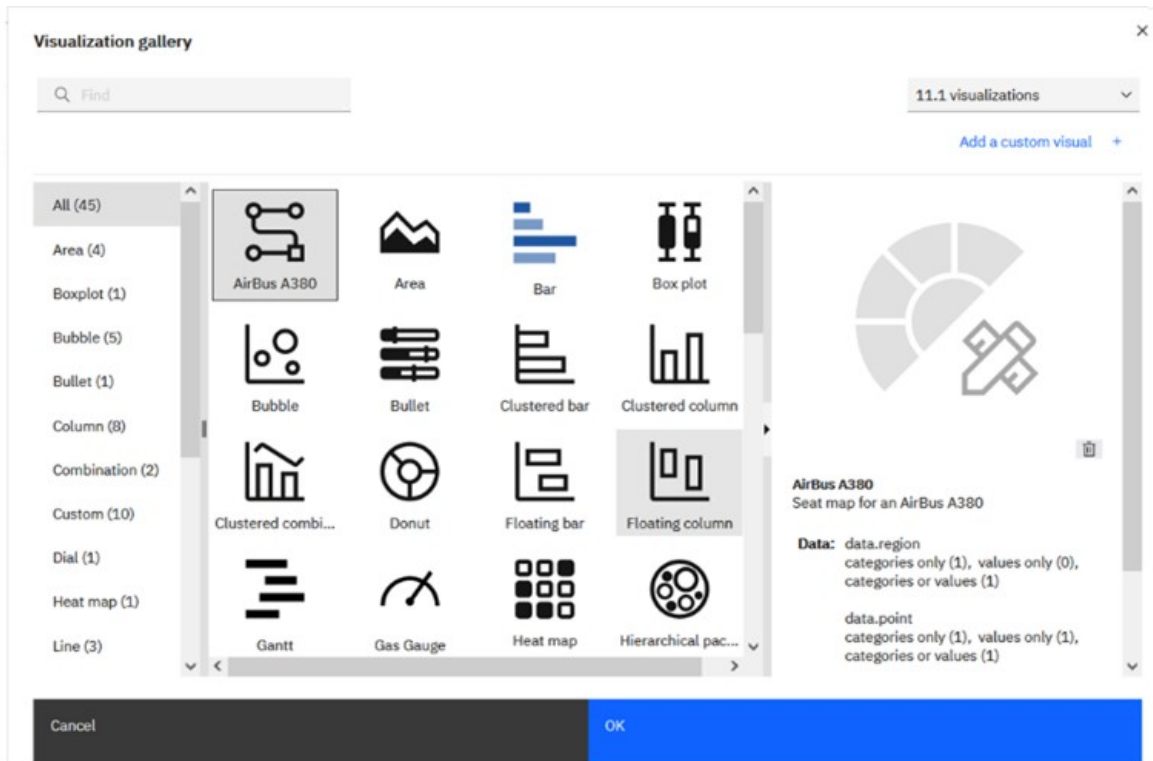 Visualization gallery
Find
11.1 visualizations
Add a custom visual +
All (45)
Area (4)
Boxplot (1)
Bubble (5)
Bullet (1)
Column (8)
Combination (2)
Custom (10)
Dial (1)
Heat map (1)
Line (3)
AirBus A380
Area
Bar
Box plot
Bubble
Bullet
Clustered bar
Clustered column
Clustered combi...
Donut
Floating bar
Floating column
Gantt
Gas Gauge
Heat map
Hierarchical pac...
AirBus A380
Seat map for an AirBus A380
Data: data.region
categories only (1), values only (0),
categories or values (1)
data.point
categories only (1), values only (1),
categories or values (1)
Cancel
OK